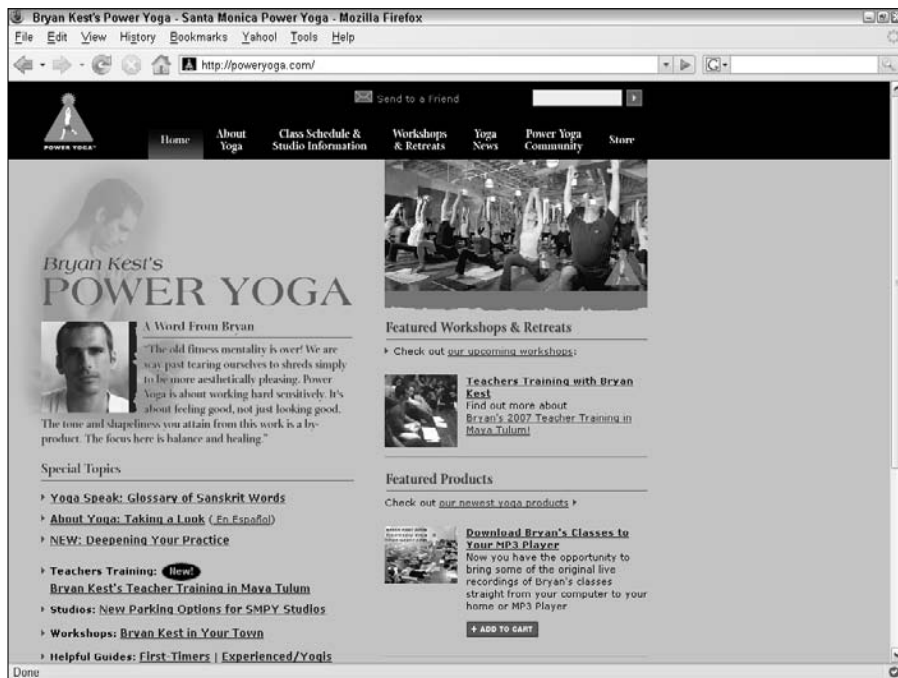 Bryan Kest's Power Yoga - Santa Monica Power Yoga - Mozilla Firefox
File Edit View History Bookmarks Yahoo! Tools Help
http://poweryoga.com/
G
Send to a Friend
POWER YOGA
Home
About Yoga
Class Schedule & Studio Information
Workshops & Retreats
Yoga News
Power Yoga Community
Store
Bryan Kest's
POWER YOGA
A Word From Bryan
"The old fitness mentality is over! We are
way past tearing ourselves to shreds simply
to be more aesthetically pleasing. Power
Yoga is about working hard sensitively. It's
about feeling good, not just looking good.
The tone and shapeliness you attain from this work is a by-
product. The focus here is balance and healing."
Special Topics
Yoga Speak: Glossary of Sanskrit Words
About Yoga: Taking a Look ( En Español)
NEW: Deepening Your Practice
Teachers Training: New!
Bryan Kest's Teacher Training in Maya Tulum
Studios: New Parking Options for SMPY Studios
Workshops: Bryan Kest in Your Town
Helpful Guides: First-Timers | Experienced/Yogis
Featured Workshops & Retreats
Check out our upcoming workshops:
Teachers Training with Bryan
Kest
Find out more about
Bryan's 2007 Teacher Training in
Maya Tulum!
Featured Products
Check out our newest yoga products
Download Bryan's Classes to
Your MP3 Player
Now you have the opportunity to
bring some of the original live
recordings of Bryan's classes
straight from your computer to your
home or MP3 Player
+ ADD TO CART
Done